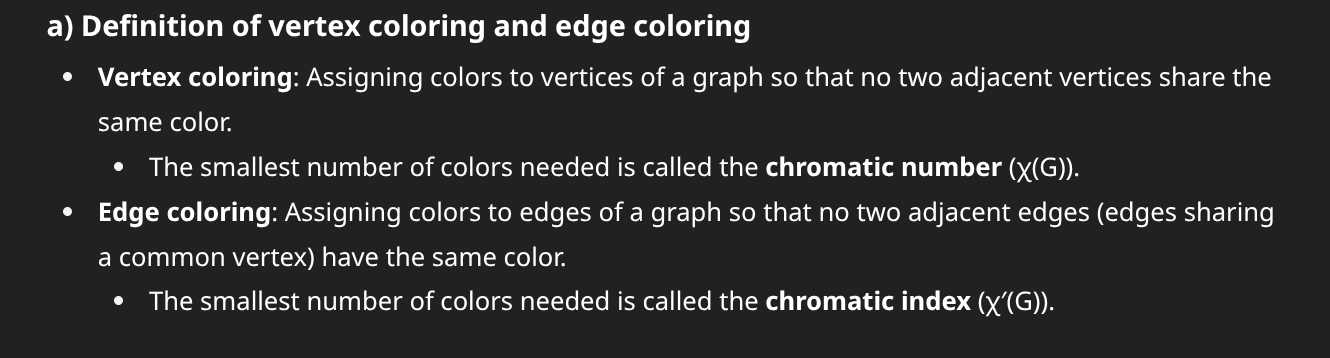 a) Definition of vertex coloring and edge coloring
• Vertex coloring: Assigning colors to vertices of a graph so that no two adjacent vertices share the
same color.
• The smallest number of colors needed is called the chromatic number (χ(G)).
• Edge coloring: Assigning colors to edges of a graph so that no two adjacent edges (edges sharing
a common vertex) have the same color.
• The smallest number of colors needed is called the chromatic index (χ′(G)).